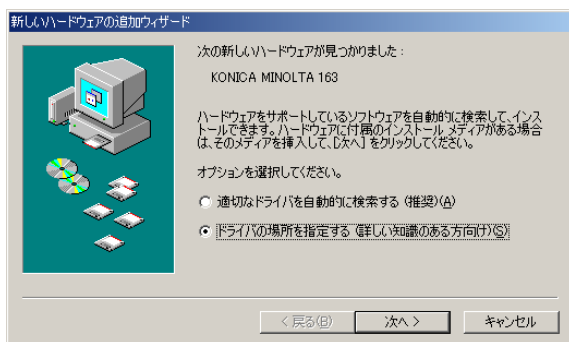 新しいハードウェアの追加ウィザード
次の新しいハードウェアが見つかりました：
KONICA MINOLTA 163
ハードウェアをサポートしているソフトウェアを自動的に検索して、インス
トールできます。ハードウェアに付属のインストール メディアがある場合
は、そのメディアを挿入して、[次へ] をクリックしてください。
オプションを選択してください。
適切なドライバを自動的に検索する (推奨)(A)
ドライバの場所を指定する (詳しい知識のある方向け)(S)
< 戻る(B)
次へ >
キャンセル